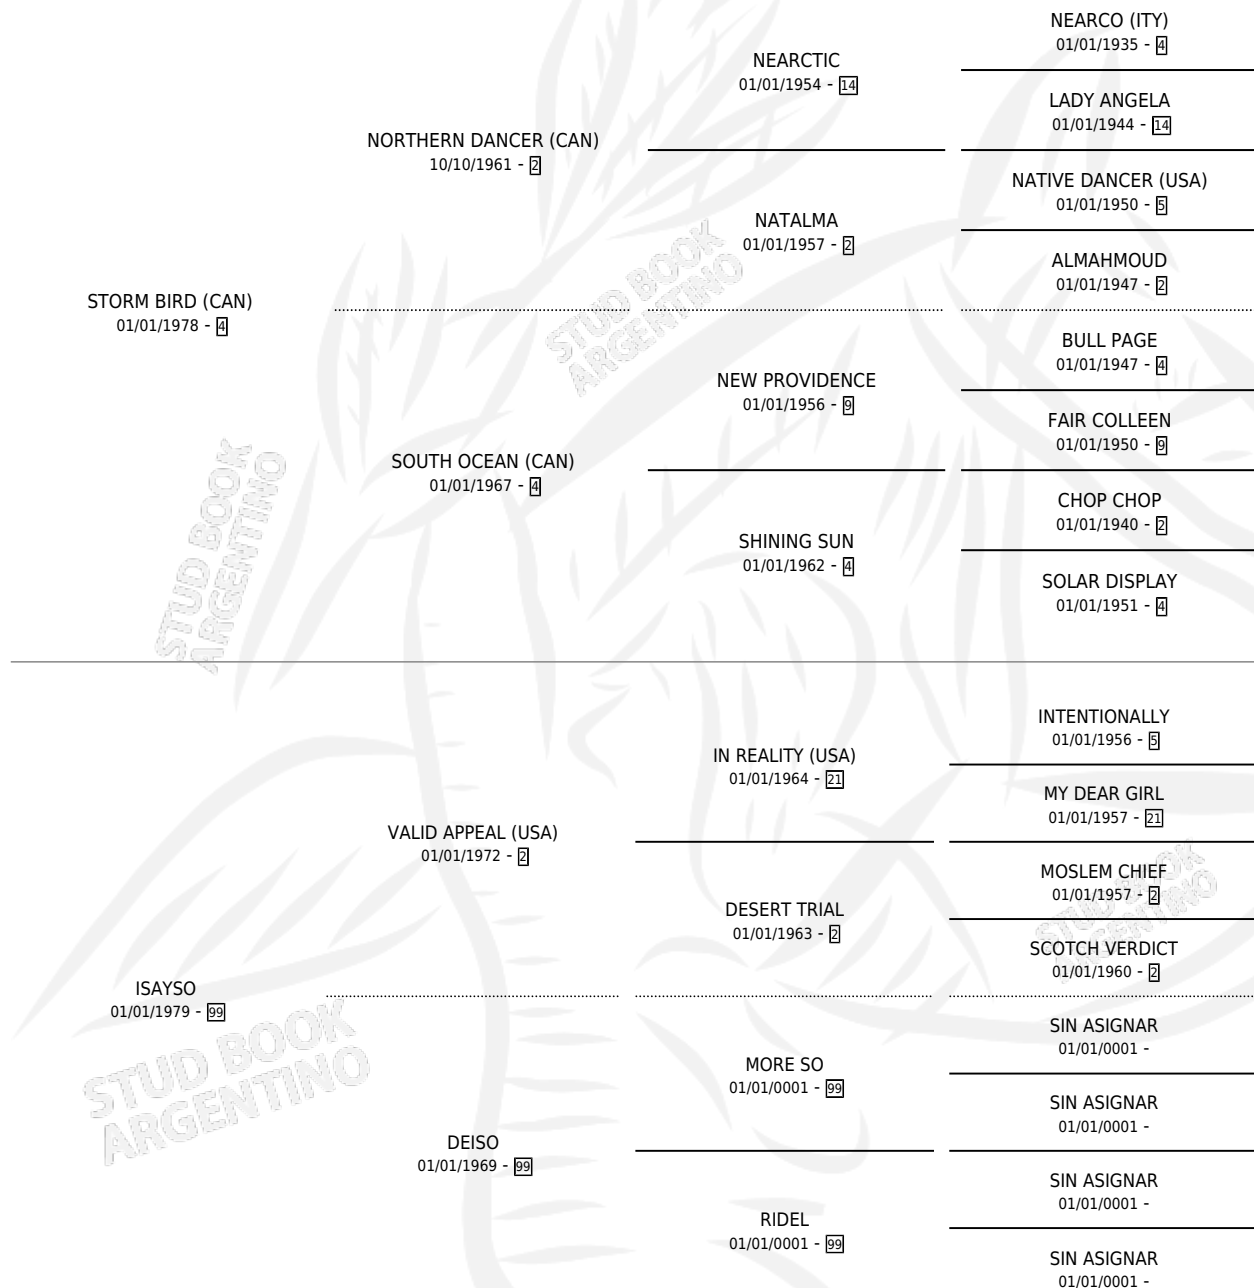 NEARCO (ITY)
01/01/1935 - 4
NEARCTIC
01/01/1954 - 14
LADY ANGELA
01/01/1944 - 14
NORTHERN DANCER (CAN)
10/10/1961 - 2
NATIVE DANCER (USA)
01/01/1950 - 5
NATALMA
01/01/1957 - 2
ALMAHMOUD
01/01/1947 - 2
STORM BIRD (CAN)
01/01/1978 - 4
STUD BOOK
ARGENTINO
BULL PAGE
01/01/1947 - 4
NEW PROVIDENCE
01/01/1956 - 9
FAIR COLLEEN
01/01/1950 - 9
SOUTH OCEAN (CAN)
01/01/1967 - 4
CHOP CHOP
01/01/1940 - 2
SHINING SUN
01/01/1962 - 4
SOLAR DISPLAY
01/01/1951 - 4
STUD BOOK
ARGENTINO
INTENTIONALLY
01/01/1956 - 5
IN REALITY (USA)
01/01/1964 - 21
MY DEAR GIRL
01/01/1957 - 21
VALID APPEAL (USA)
01/01/1972 - 2
MOSLEM CHIEF
01/01/1957 - 2
DESERT TRIAL
01/01/1963 - 2
SCOTCH VERDICT
01/01/1960 - 2
STUD BOOK
ARGENTINO
ISAYSO
01/01/1979 - 99
STUD BOOK
ARGENTINO
SIN ASIGNAR
01/01/0001 -
MORE SO
01/01/0001 - 99
SIN ASIGNAR
01/01/0001 -
DEISO
01/01/1969 - 99
SIN ASIGNAR
01/01/0001 -
RIDEL
01/01/0001 - 99
SIN ASIGNAR
01/01/0001 -